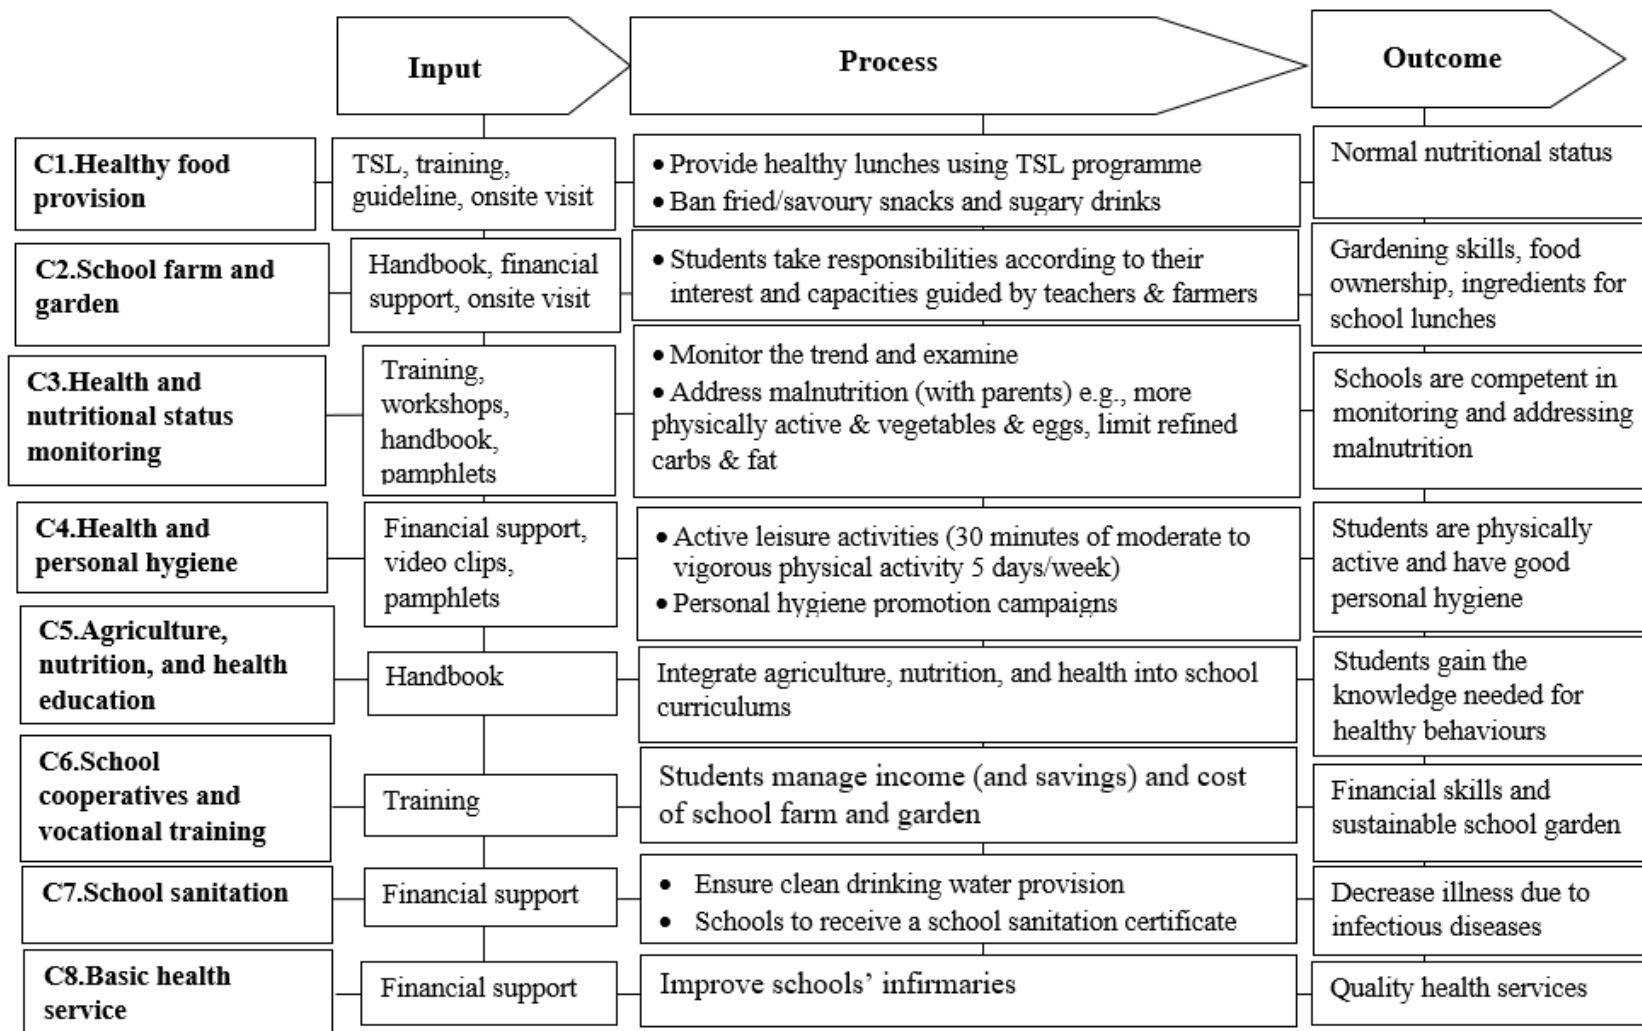 Input
Process
Outcome
C1.Healthy food
provision
TSL, training,
guideline, onsite visit
• Provide healthy lunches using TSL programme
• Ban fried/savoury snacks and sugary drinks
Normal nutritional status
C2.School farm and
garden
Handbook, financial
support, onsite visit
• Students take responsibilities according to their
interest and capacities guided by teachers & farmers
Gardening skills, food
ownership, ingredients for
school lunches
C3.Health and
nutritional status
monitoring
Training,
workshops,
handbook,
pamphlets
• Monitor the trend and examine
• Address malnutrition (with parents) e.g., more
physically active & vegetables & eggs, limit refined
carbs & fat
Schools are competent in
monitoring and addressing
malnutrition
C4.Health and
personal hygiene
Financial support,
video clips,
pamphlets
• Active leisure activities (30 minutes of moderate to
vigorous physical activity 5 days/week)
• Personal hygiene promotion campaigns
Students are physically
active and have good
personal hygiene
C5.Agriculture,
nutrition, and health
education
Handbook
Integrate agriculture, nutrition, and health into school
curriculums
Students gain the
knowledge needed for
healthy behaviours
C6.School
cooperatives and
vocational training
Training
Students manage income (and savings) and cost
of school farm and garden
Financial skills and
sustainable school garden
C7.School sanitation
Financial support
• Ensure clean drinking water provision
• Schools to receive a school sanitation certificate
Decrease illness due to
infectious diseases
C8.Basic health
service
Financial support
Improve schools’ infirmaries
Quality health services